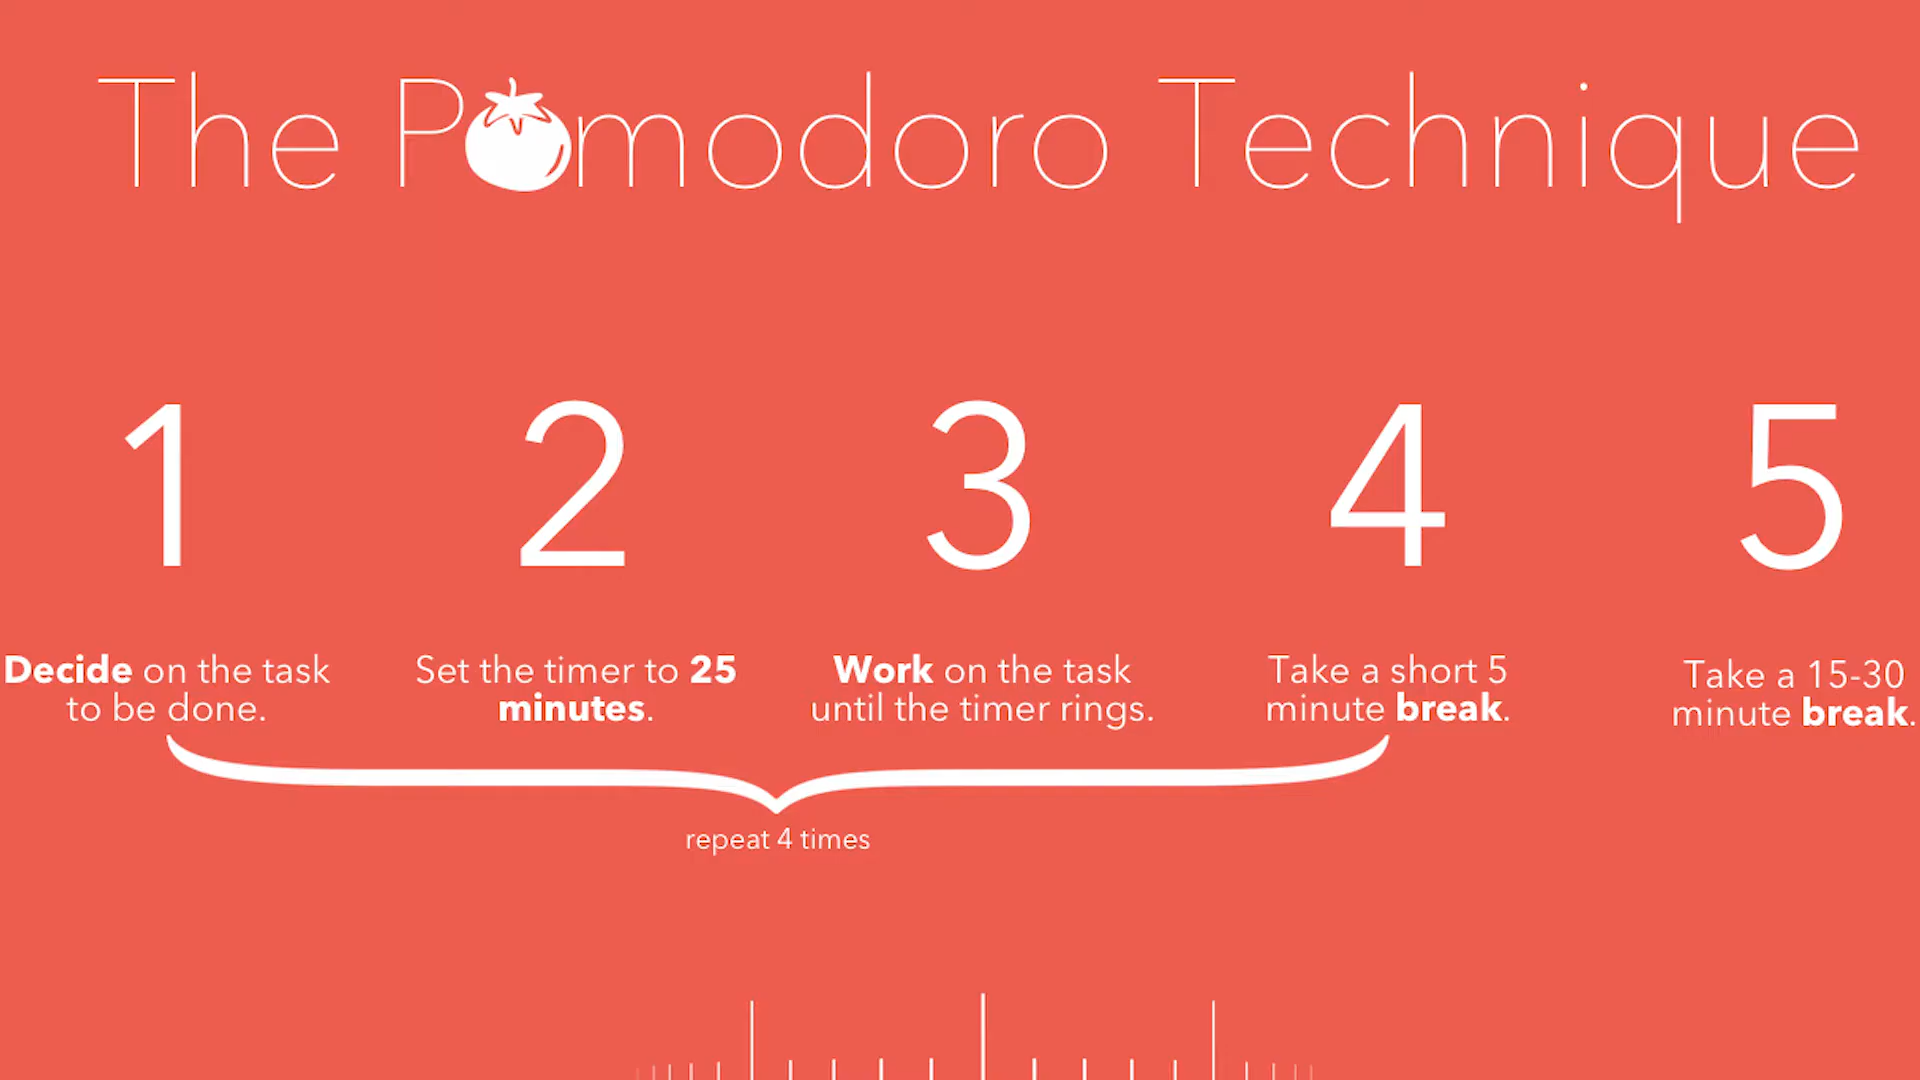 The Pomodoro Technique
1
2
3
4
5
Decide on the task
to be done.
Set the timer to 25
minutes.
Work on the task
until the timer rings.
Take a short 5
minute break.
Take a 15-30
minute break.
repeat 4 times